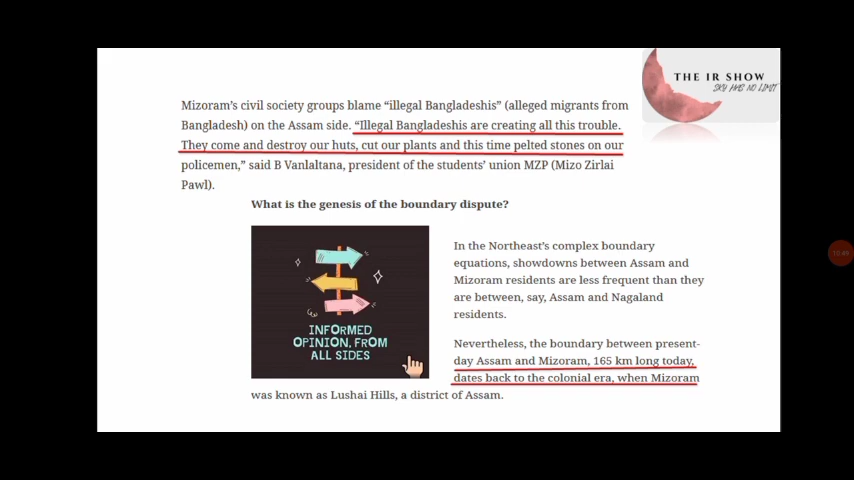 THE IR SHOW
SKY HAS NO LIMIT
Mizoram's civil society groups blame “illegal Bangladeshis” (alleged migrants from
Bangladesh) on the Assam side. “Illegal Bangladeshis are creating all this trouble.
They come and destroy our huts, cut our plants and this time pelted stones on our
policemen,” said B Vanlaltana, president of the students’ union MZP (Mizo Zirlai
Pawl).
What is the genesis of the boundary dispute?
INFORMED
OPINION, FROM
ALL SIDES
In the Northeast’s complex boundary
equations, showdowns between Assam and
Mizoram residents are less frequent than they
are between, say, Assam and Nagaland
residents.
Nevertheless, the boundary between present-
day Assam and Mizoram, 165 km long today,
dates back to the colonial era, when Mizoram
was known as Lushai Hills, a district of Assam.